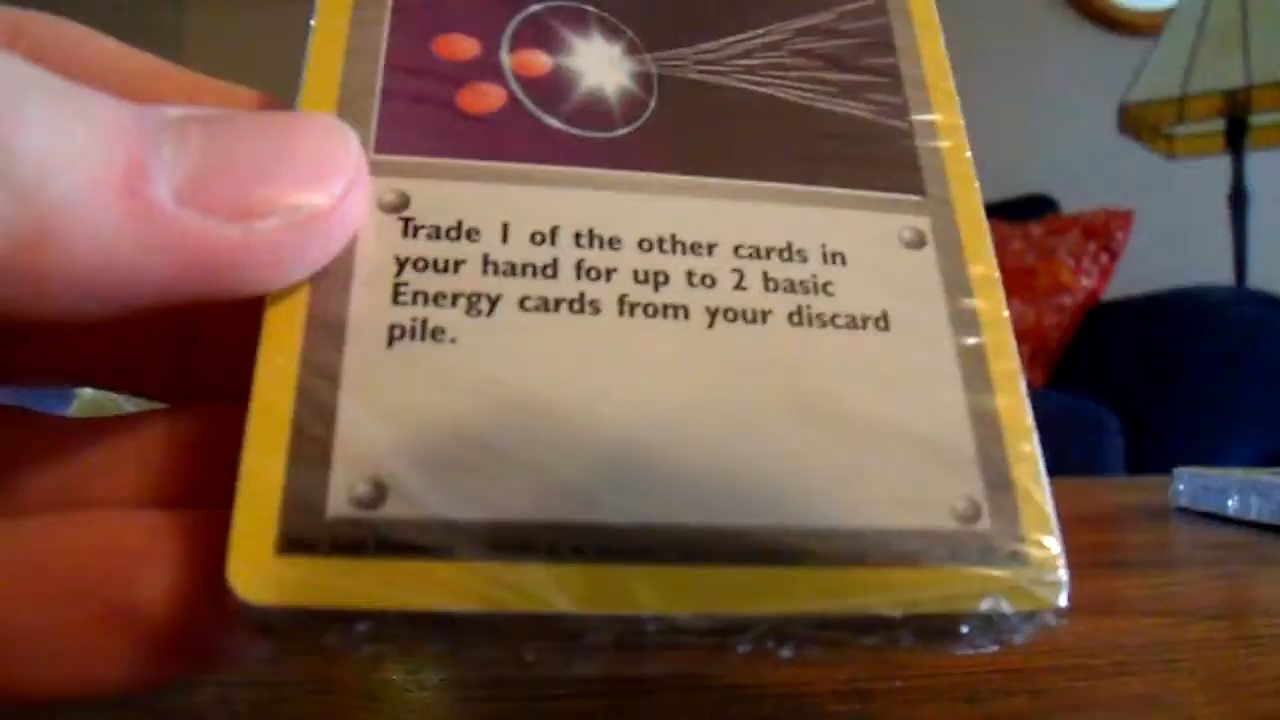 Trade 1 of the other cards in
your hand for up to 2 basic
Energy cards from your discard
pile.